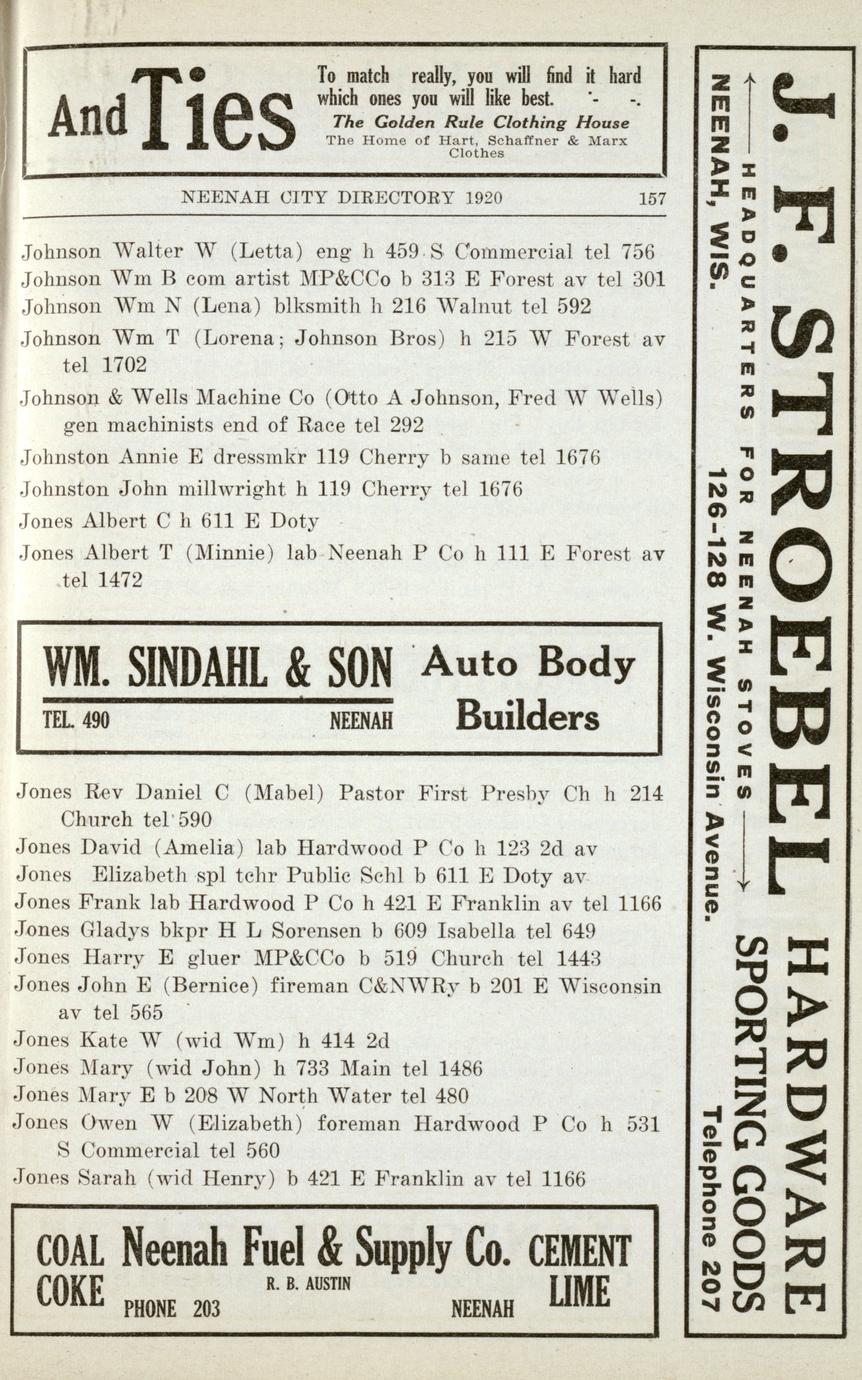 And Ties
To match really, you will find it hard
which ones you will like best.
The Golden Rule Clothing House
The Home of Hart, Schaffner & Marx
Clothes
NEENAH CITY DIRECTORY 1920 157
Johnson Walter W (Letta) eng h 459 S Commercial tel 756
Johnson Wm B com artist MP&CCo b 313 E Forest av tel 301
Johnson Wm N (Lena) blksmith h 216 Walnut tel 592
Johnson Wm T (Lorena; Johnson Bros) h 215 W Forest av
tel 1702
Johnson & Wells Machine Co (Otto A Johnson, Fred W Wells)
gen machinists end of Race tel 292
Johnston Annie E dressmkr 119 Cherry b same tel 1676
Johnston John millwright h 119 Cherry tel 1676
Jones Albert C h 611 E Doty
Jones Albert T (Minnie) lab Neenah P Co h 111 E Forest av
tel 1472
WM. SINDAHL & SON Auto Body
TEL. 490 NEENAH Builders
Jones Rev Daniel C (Mabel) Pastor First Presby Ch h 214
Church tel 590
Jones David (Amelia) lab Hardwood P Co h 123 2d av
Jones Elizabeth spl tchr Public Schl b 611 E Doty av
Jones Frank lab Hardwood P Co h 421 E Franklin av tel 1166
Jones Gladys bkpr H L Sorensen b 609 Isabella tel 649
Jones Harry E gluer MP&CCo b 519 Church tel 1443
Jones John E (Bernice) fireman C&NWRy b 201 E Wisconsin
av tel 565
Jones Kate W (wid Wm) h 414 2d
Jones Mary (wid John) h 733 Main tel 1486
Jones Mary E b 208 W North Water tel 480
Jones Owen W (Elizabeth) foreman Hardwood P Co h 531
S Commercial tel 560
Jones Sarah (wid Henry) b 421 E Franklin av tel 1166
COAL Neenah Fuel & Supply Co. CEMENT
COKE R. B. AUSTIN LIME
PHONE 203 NEENAH
J. F. STROEBEL HARDWARE
SPORTING GOODS
HEADQUARTERS FOR NEENAH STOVES
NEENAH, WIS. 126-128 W. Wisconsin Avenue. Telephone 207